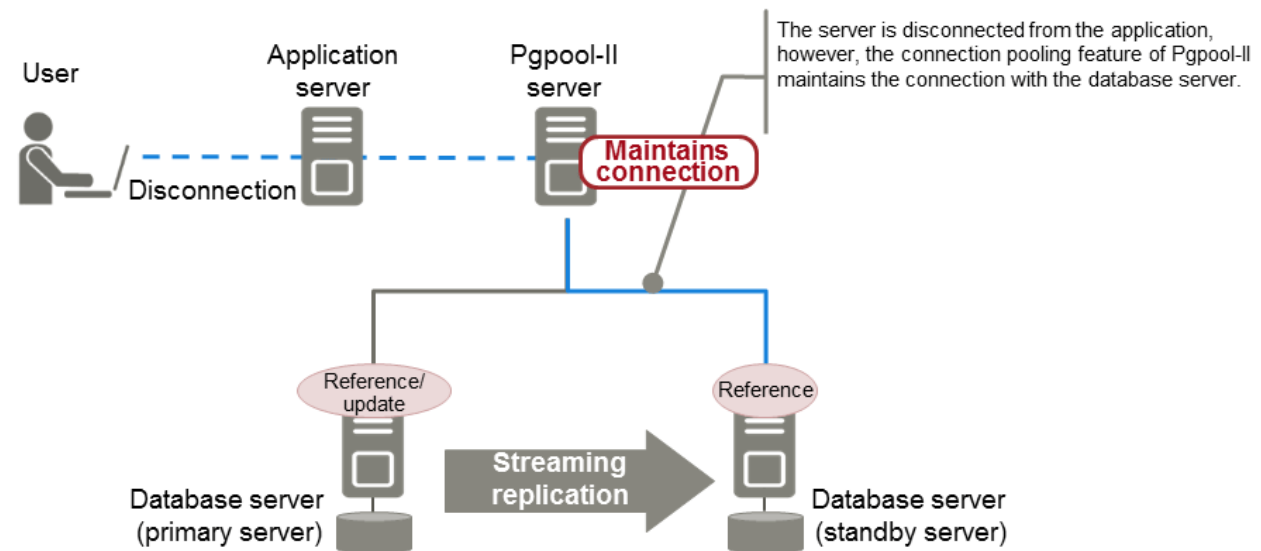 The server is disconnected from the application,
however, the connection pooling feature of Pgpool-II
maintains the connection with the database server.
User
Application
server
Pgpool-II
server
Maintains
connection
Disconnection
Reference/
update
Reference
Streaming
replication
Database server
(primary server)
Database server
(standby server)